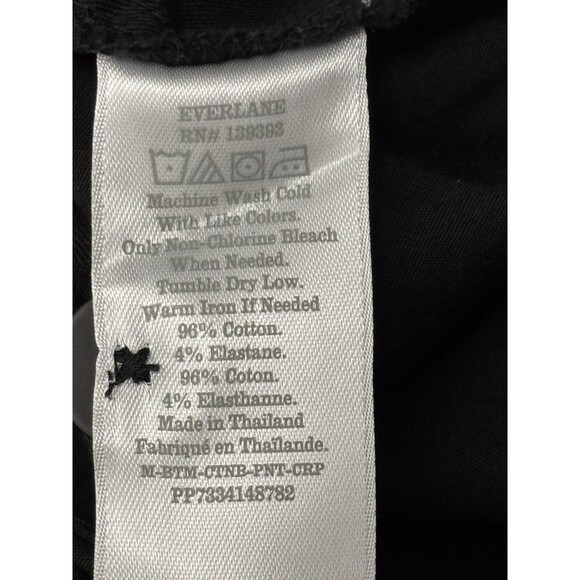 EVERLANE
RN# 139393
Machine Wash Cold
With Like Colors.
Only Non-Chlorine Bleach
When Needed.
Tumble Dry Low.
Warm Iron If Needed
96% Cotton.
4% Elastane.
96% Coton.
4% Elasthanne.
Made in Thailand
Fabriqué en Thaïlande.
M-BTM-CTNB-PNT-CRP
PP7334148782